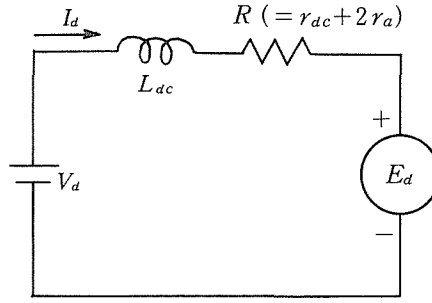 I_d
R (= r_dc + 2 r_a)
L_dc
+
V_d
E_d
−